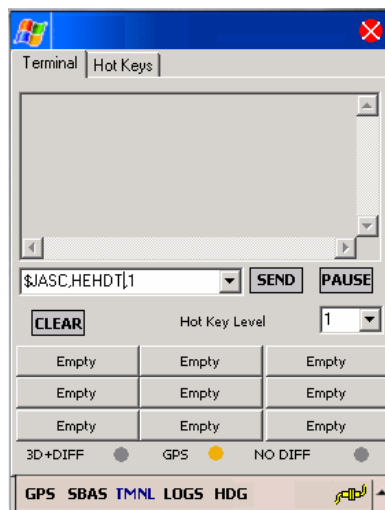 Terminal Hot Keys
$JASC,HEHDT,1 SEND PAUSE
CLEAR Hot Key Level 1
Empty Empty Empty
Empty Empty Empty
Empty Empty Empty
3D+DIFF GPS NO DIFF
GPS SBAS TMNL LOGS HDG